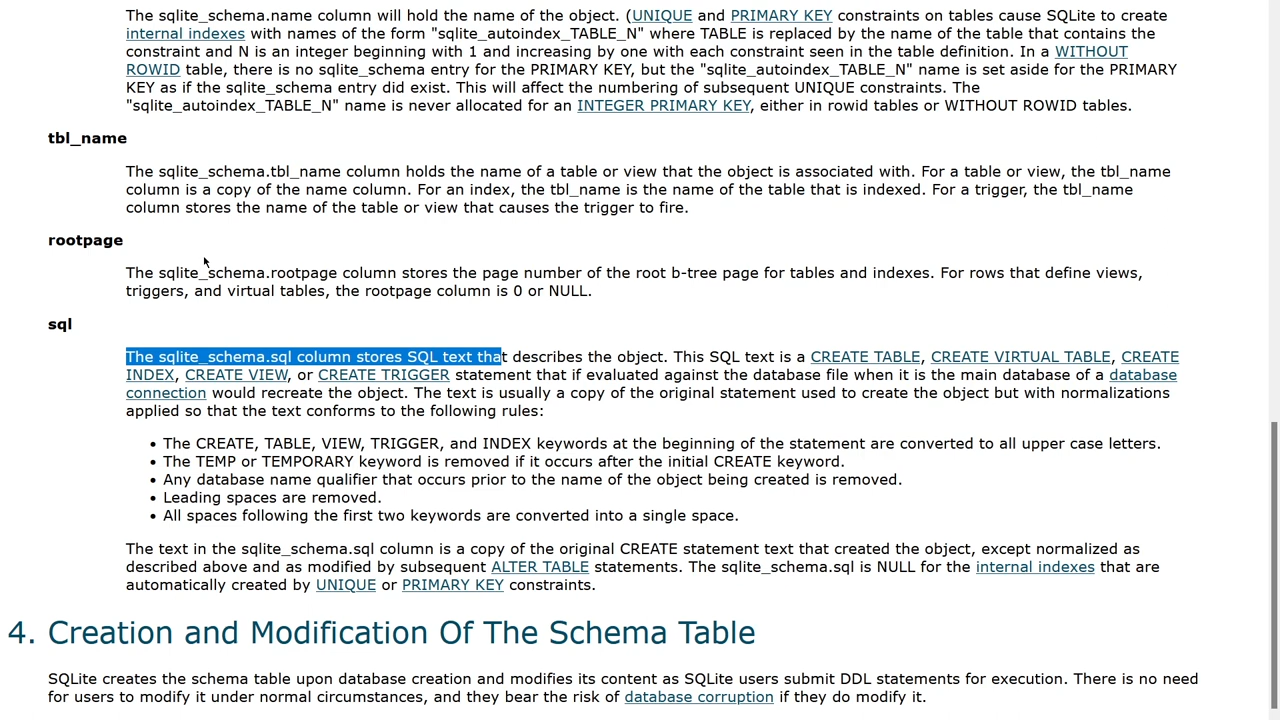 The sqlite_schema.name column will hold the name of the object. (UNIQUE and PRIMARY KEY constraints on tables cause SQLite to create
internal indexes with names of the form "sqlite_autoindex_TABLE_N" where TABLE is replaced by the name of the table that contains the
constraint and N is an integer beginning with 1 and increasing by one with each constraint seen in the table definition. In a WITHOUT
ROWID table, there is no sqlite_schema entry for the PRIMARY KEY, but the "sqlite_autoindex_TABLE_N" name is set aside for the PRIMARY
KEY as if the sqlite_schema entry did exist. This will affect the numbering of subsequent UNIQUE constraints. The
"sqlite_autoindex_TABLE_N" name is never allocated for an INTEGER PRIMARY KEY, either in rowid tables or WITHOUT ROWID tables.
tbl_name
The sqlite_schema.tbl_name column holds the name of a table or view that the object is associated with. For a table or view, the tbl_name
column is a copy of the name column. For an index, the tbl_name is the name of the table that is indexed. For a trigger, the tbl_name
column stores the name of the table or view that causes the trigger to fire.
rootpage
The sqlite_schema.rootpage column stores the page number of the root b-tree page for tables and indexes. For rows that define views,
triggers, and virtual tables, the rootpage column is 0 or NULL.
sql
The sqlite_schema.sql column stores SQL text that describes the object. This SQL text is a CREATE TABLE, CREATE VIRTUAL TABLE, CREATE
INDEX, CREATE VIEW, or CREATE TRIGGER statement that if evaluated against the database file when it is the main database of a database
connection would recreate the object. The text is usually a copy of the original statement used to create the object but with normalizations
applied so that the text conforms to the following rules:
• The CREATE, TABLE, VIEW, TRIGGER, and INDEX keywords at the beginning of the statement are converted to all upper case letters.
• The TEMP or TEMPORARY keyword is removed if it occurs after the initial CREATE keyword.
• Any database name qualifier that occurs prior to the name of the object being created is removed.
• Leading spaces are removed.
• All spaces following the first two keywords are converted into a single space.
The text in the sqlite_schema.sql column is a copy of the original CREATE statement text that created the object, except normalized as
described above and as modified by subsequent ALTER TABLE statements. The sqlite_schema.sql is NULL for the internal indexes that are
automatically created by UNIQUE or PRIMARY KEY constraints.
4. Creation and Modification Of The Schema Table
SQLite creates the schema table upon database creation and modifies its content as SQLite users submit DDL statements for execution. There is no need
for users to modify it under normal circumstances, and they bear the risk of database corruption if they do modify it.